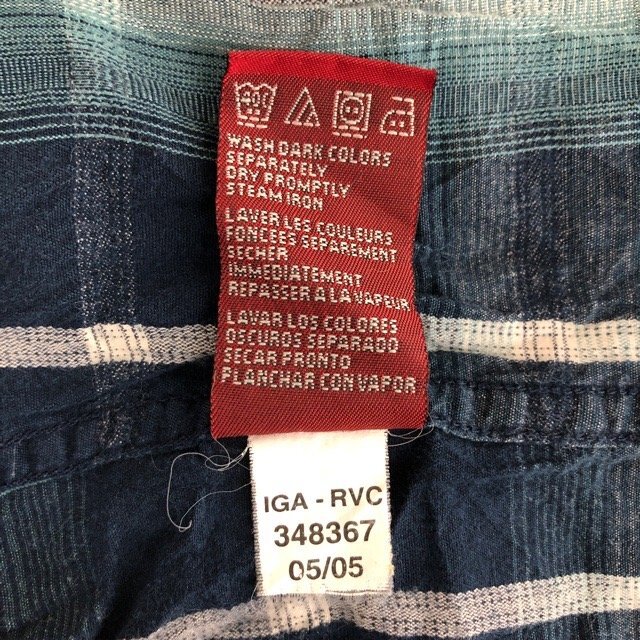 40
WASH DARK COLORS
SEPARATELY
DRY PROMPTLY
STEAM IRON
LAVER LES COULEURS
FONCEES SEPAREMENT
SECHER
IMMEDIATEMENT
REPASSER A LA VAPEUR
LAVAR LOS COLORES
OSCUROS SEPARADO
SECAR PRONTO
PLANCHAR CON VAPOR
IGA - RVC
348367
05/05